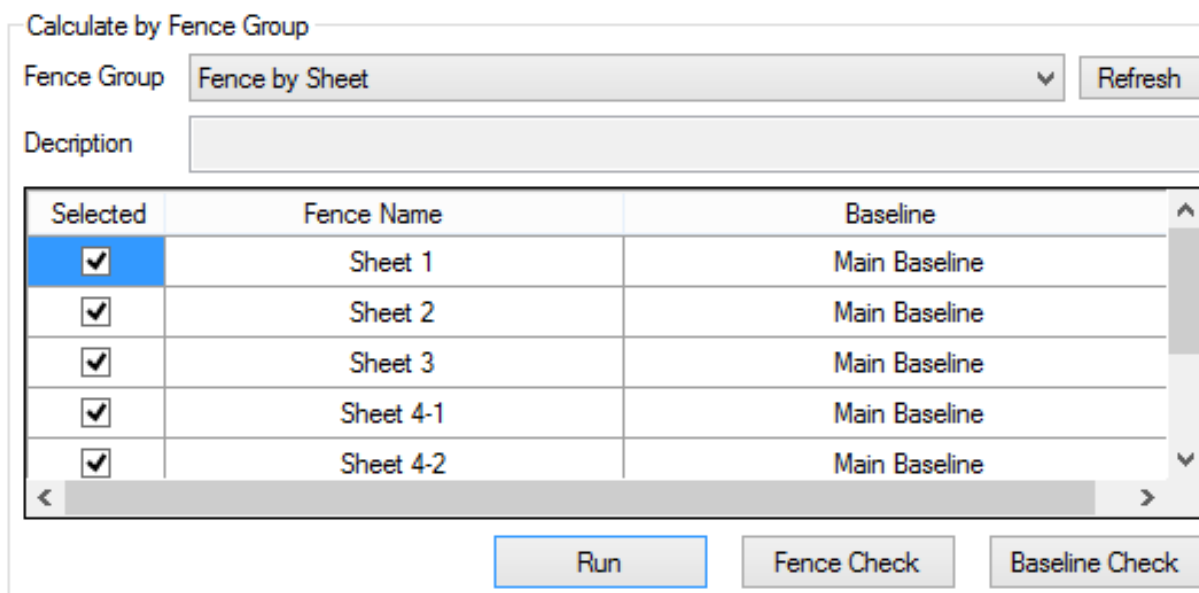 Calculate by Fence Group
Fence Group Fence by Sheet Refresh
Decription
Selected Fence Name Baseline
Sheet 1 Main Baseline
Sheet 2 Main Baseline
Sheet 3 Main Baseline
Sheet 4-1 Main Baseline
Sheet 4-2 Main Baseline
Run Fence Check Baseline Check